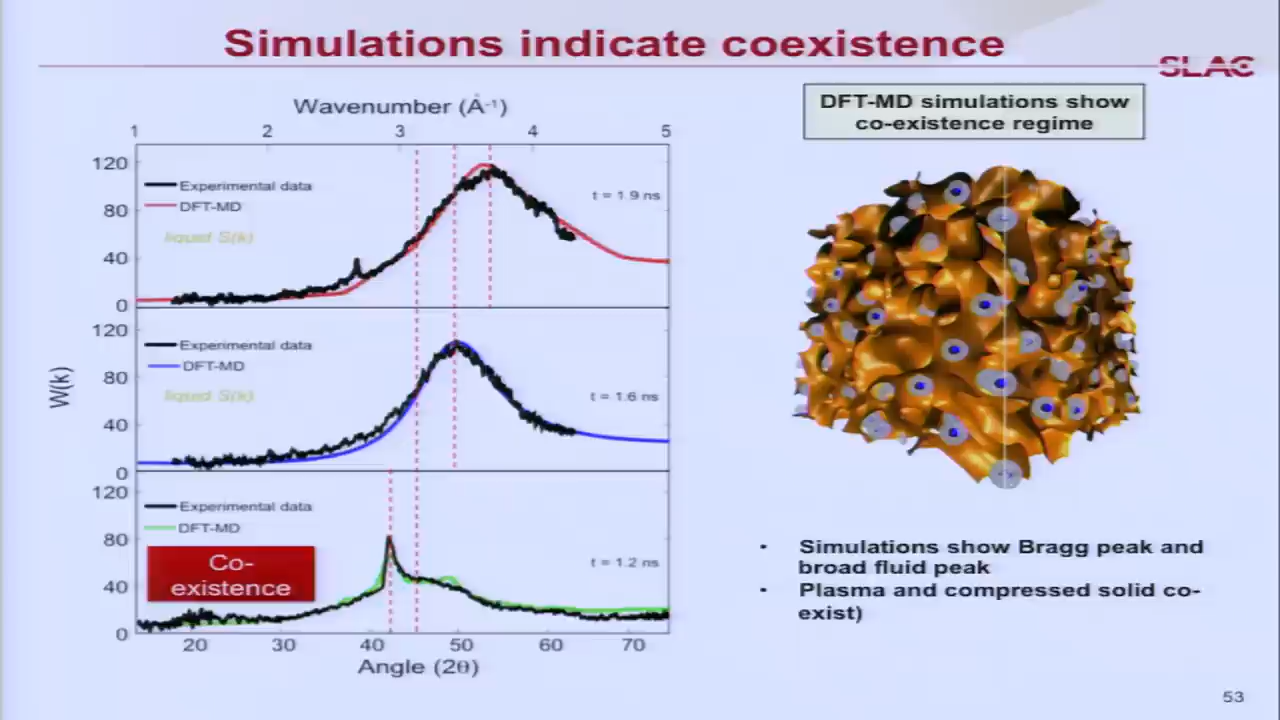 Simulations indicate coexistence
SLAC
Wavenumber (Å-1)
1 2 3 4 5
120
80
40
0
Experimental data
DFT-MD
liquid S(k)
t = 1.9 ns
120
80
40
0
Experimental data
DFT-MD
liquid S(k)
t = 1.6 ns
W(k)
120
80
40
0
Experimental data
DFT-MD
Co-
existence
t = 1.2 ns
20 30 40 50 60 70
Angle (2θ)
DFT-MD simulations show
co-existence regime
• Simulations show Bragg peak and
broad fluid peak
• Plasma and compressed solid co-
exist)
53